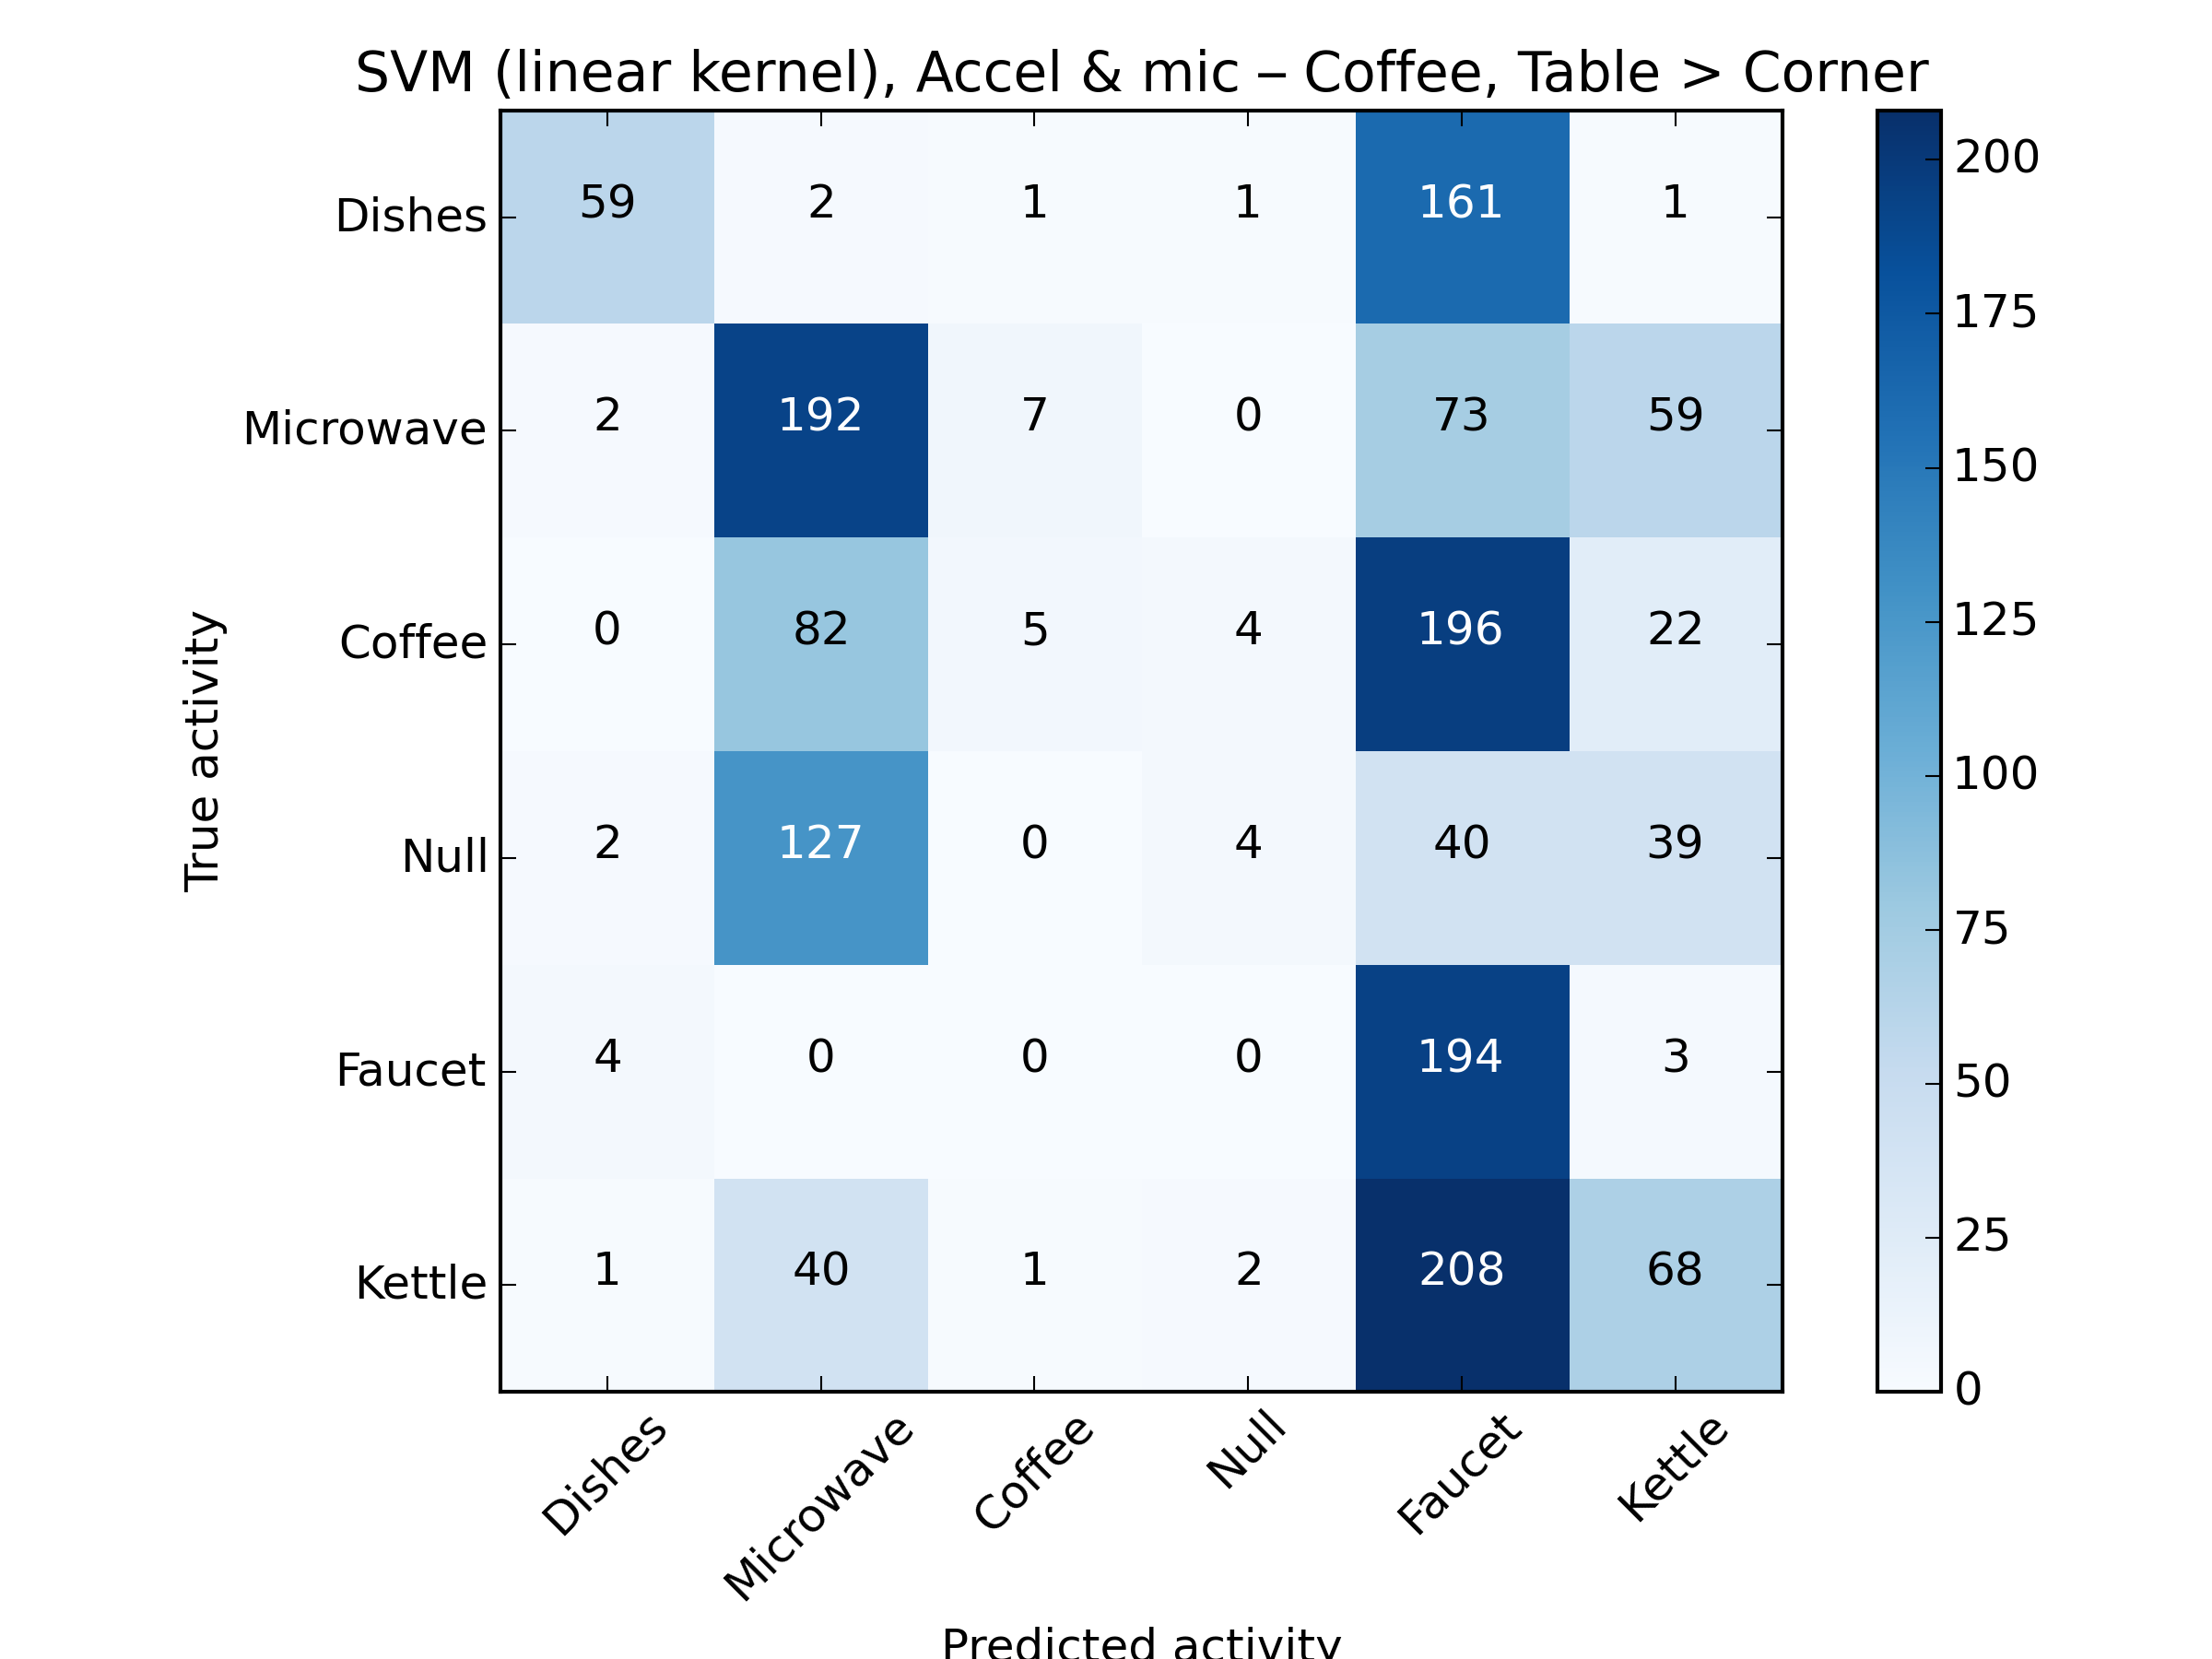 SVM (linear kernel), Accel & mic – Coffee, Table > Corner
Dishes 59 2 1 1 161 1
Microwave 2 192 7 0 73 59
Coffee 0 82 5 4 196 22
Null 2 127 0 4 40 39
Faucet 4 0 0 0 194 3
Kettle 1 40 1 2 208 68
True activity
Dishes Microwave Coffee Null Faucet Kettle
Predicted activity
200
175
150
125
100
75
50
25
0